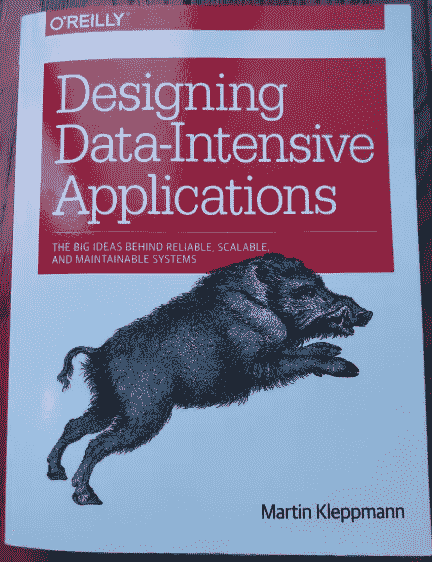 O'REILLY
Designing
Data-Intensive
Applications
THE BIG IDEAS BEHIND RELIABLE, SCALABLE,
AND MAINTAINABLE SYSTEMS
Martin Kleppmann